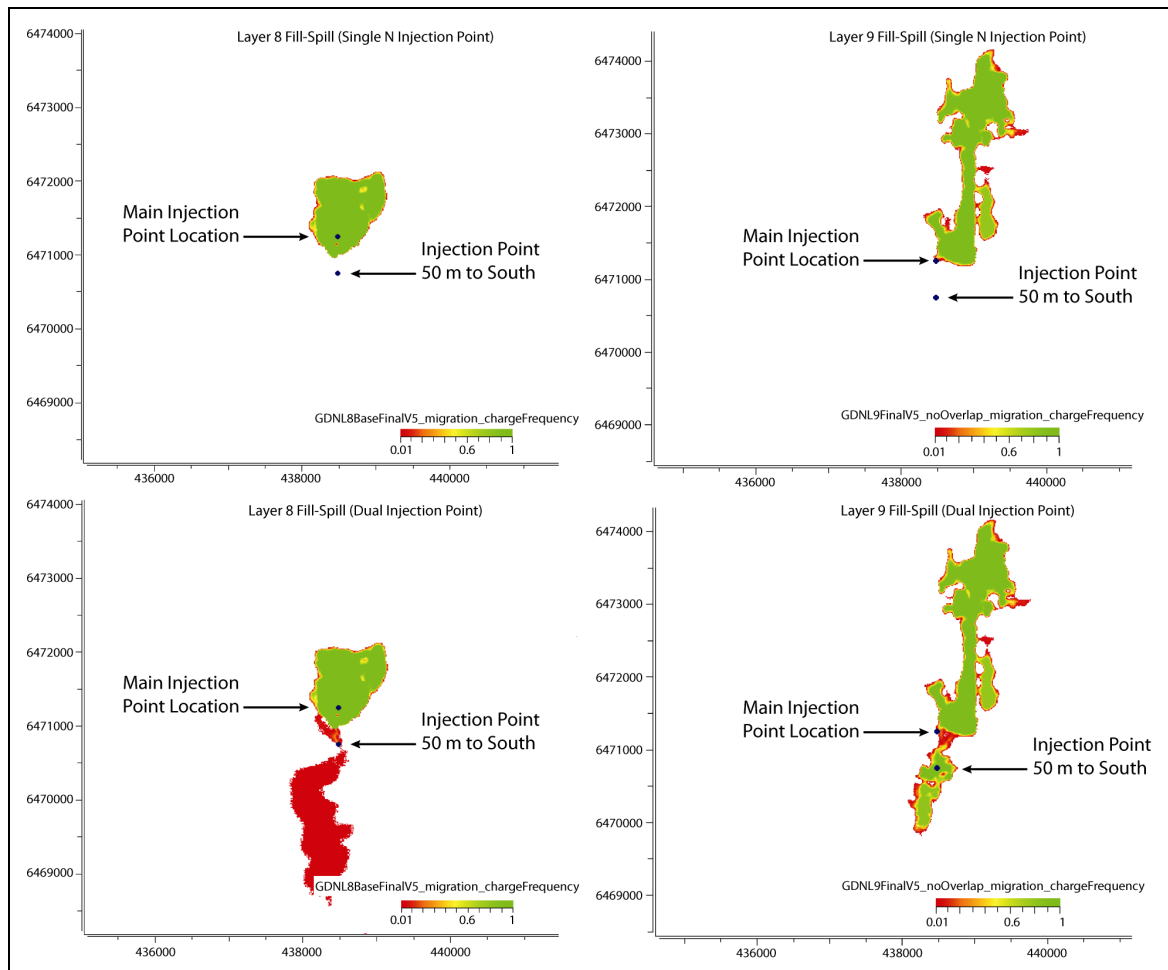 Layer 8 Fill-Spill (Single N Injection Point)
6474000
6473000
6472000
6471000
6470000
6469000
Main Injection
Point Location
Injection Point
50 m to South
GDNL8BaseFinalV5_migration_chargeFrequency
0.01 0.6 1
436000 438000 440000
Layer 9 Fill-Spill (Single N Injection Point)
6474000
6473000
6472000
6471000
6470000
6469000
Main Injection
Point Location
Injection Point
50 m to South
GDNL9FinalV5_noOverlap_migration_chargeFrequency
0.01 0.6 1
436000 438000 440000
Layer 8 Fill-Spill (Dual Injection Point)
6474000
6473000
6472000
6471000
6470000
6469000
Main Injection
Point Location
Injection Point
50 m to South
GDNL8BaseFinalV5_migration_chargeFrequency
0.01 0.6 1
436000 438000 440000
Layer 9 Fill-Spill (Dual Injection Point)
6474000
6473000
6472000
6471000
6470000
6469000
Main Injection
Point Location
Injection Point
50 m to South
GDNL9FinalV5_noOverlap_migration_chargeFrequency
0.01 0.6 1
436000 438000 440000